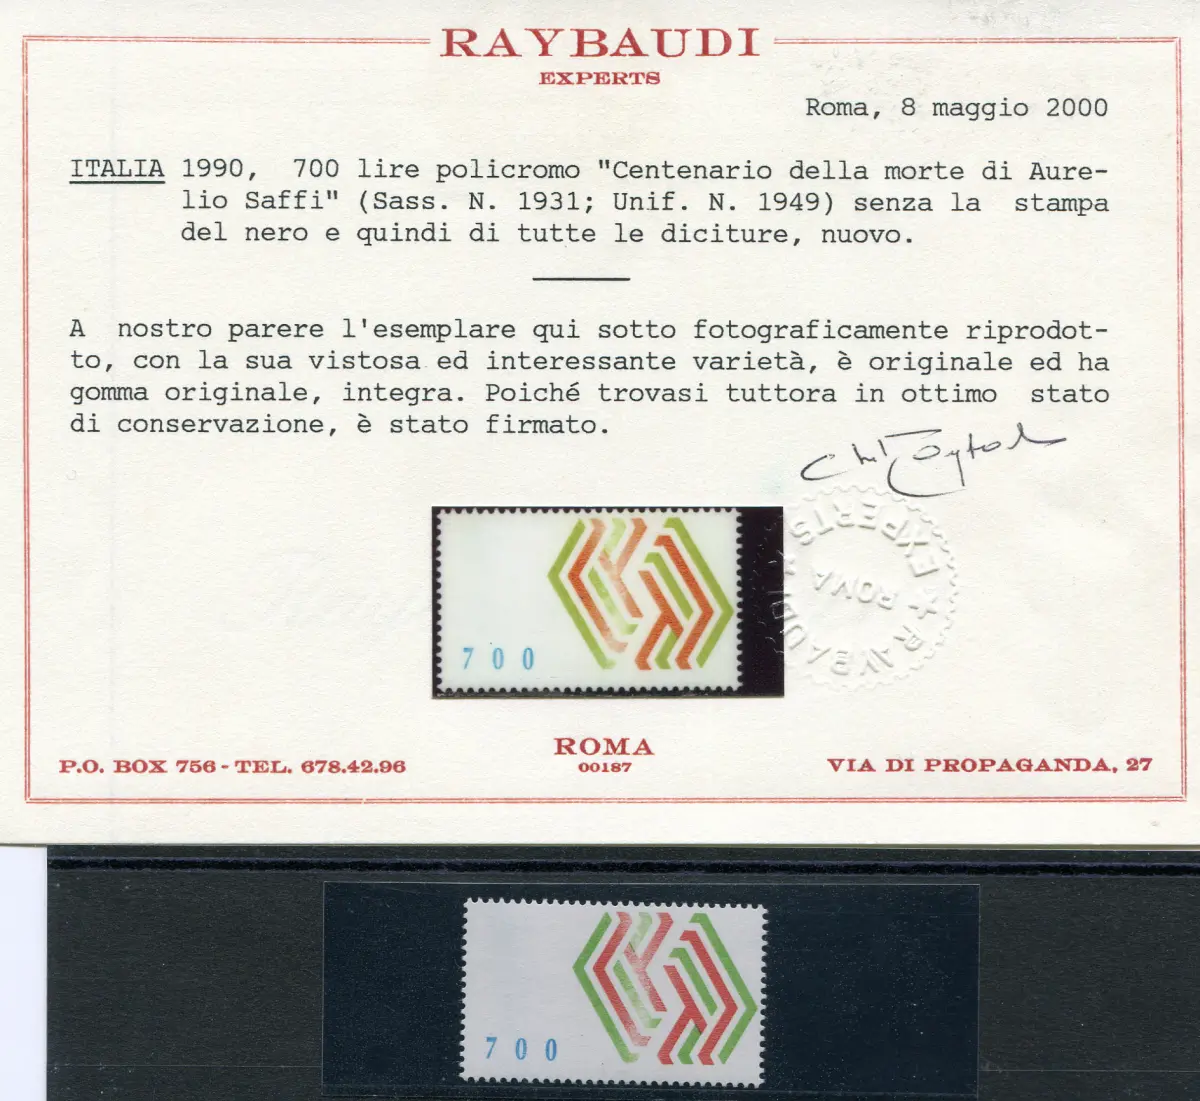 RAYBAUDI
EXPERTS
Roma, 8 maggio 2000
ITALIA 1990, 700 lire policromo "Centenario della morte di Aure-
lio Saffi" (Sass. N. 1931; Unif. N. 1949) senza la stampa
del nero e quindi di tutte le diciture, nuovo.
A nostro parere l'esemplare qui sotto fotograficamente riprodot-
to, con la sua vistosa ed interessante varietà, è originale ed ha
gomma originale, integra. Poiché trovasi tuttora in ottimo stato
di conservazione, è stato firmato.
RAYBAUDI EXPERTS
ROMA
700
ROMA
00187
P.O. BOX 756 - TEL. 678.42.96
VIA DI PROPAGANDA, 27
700